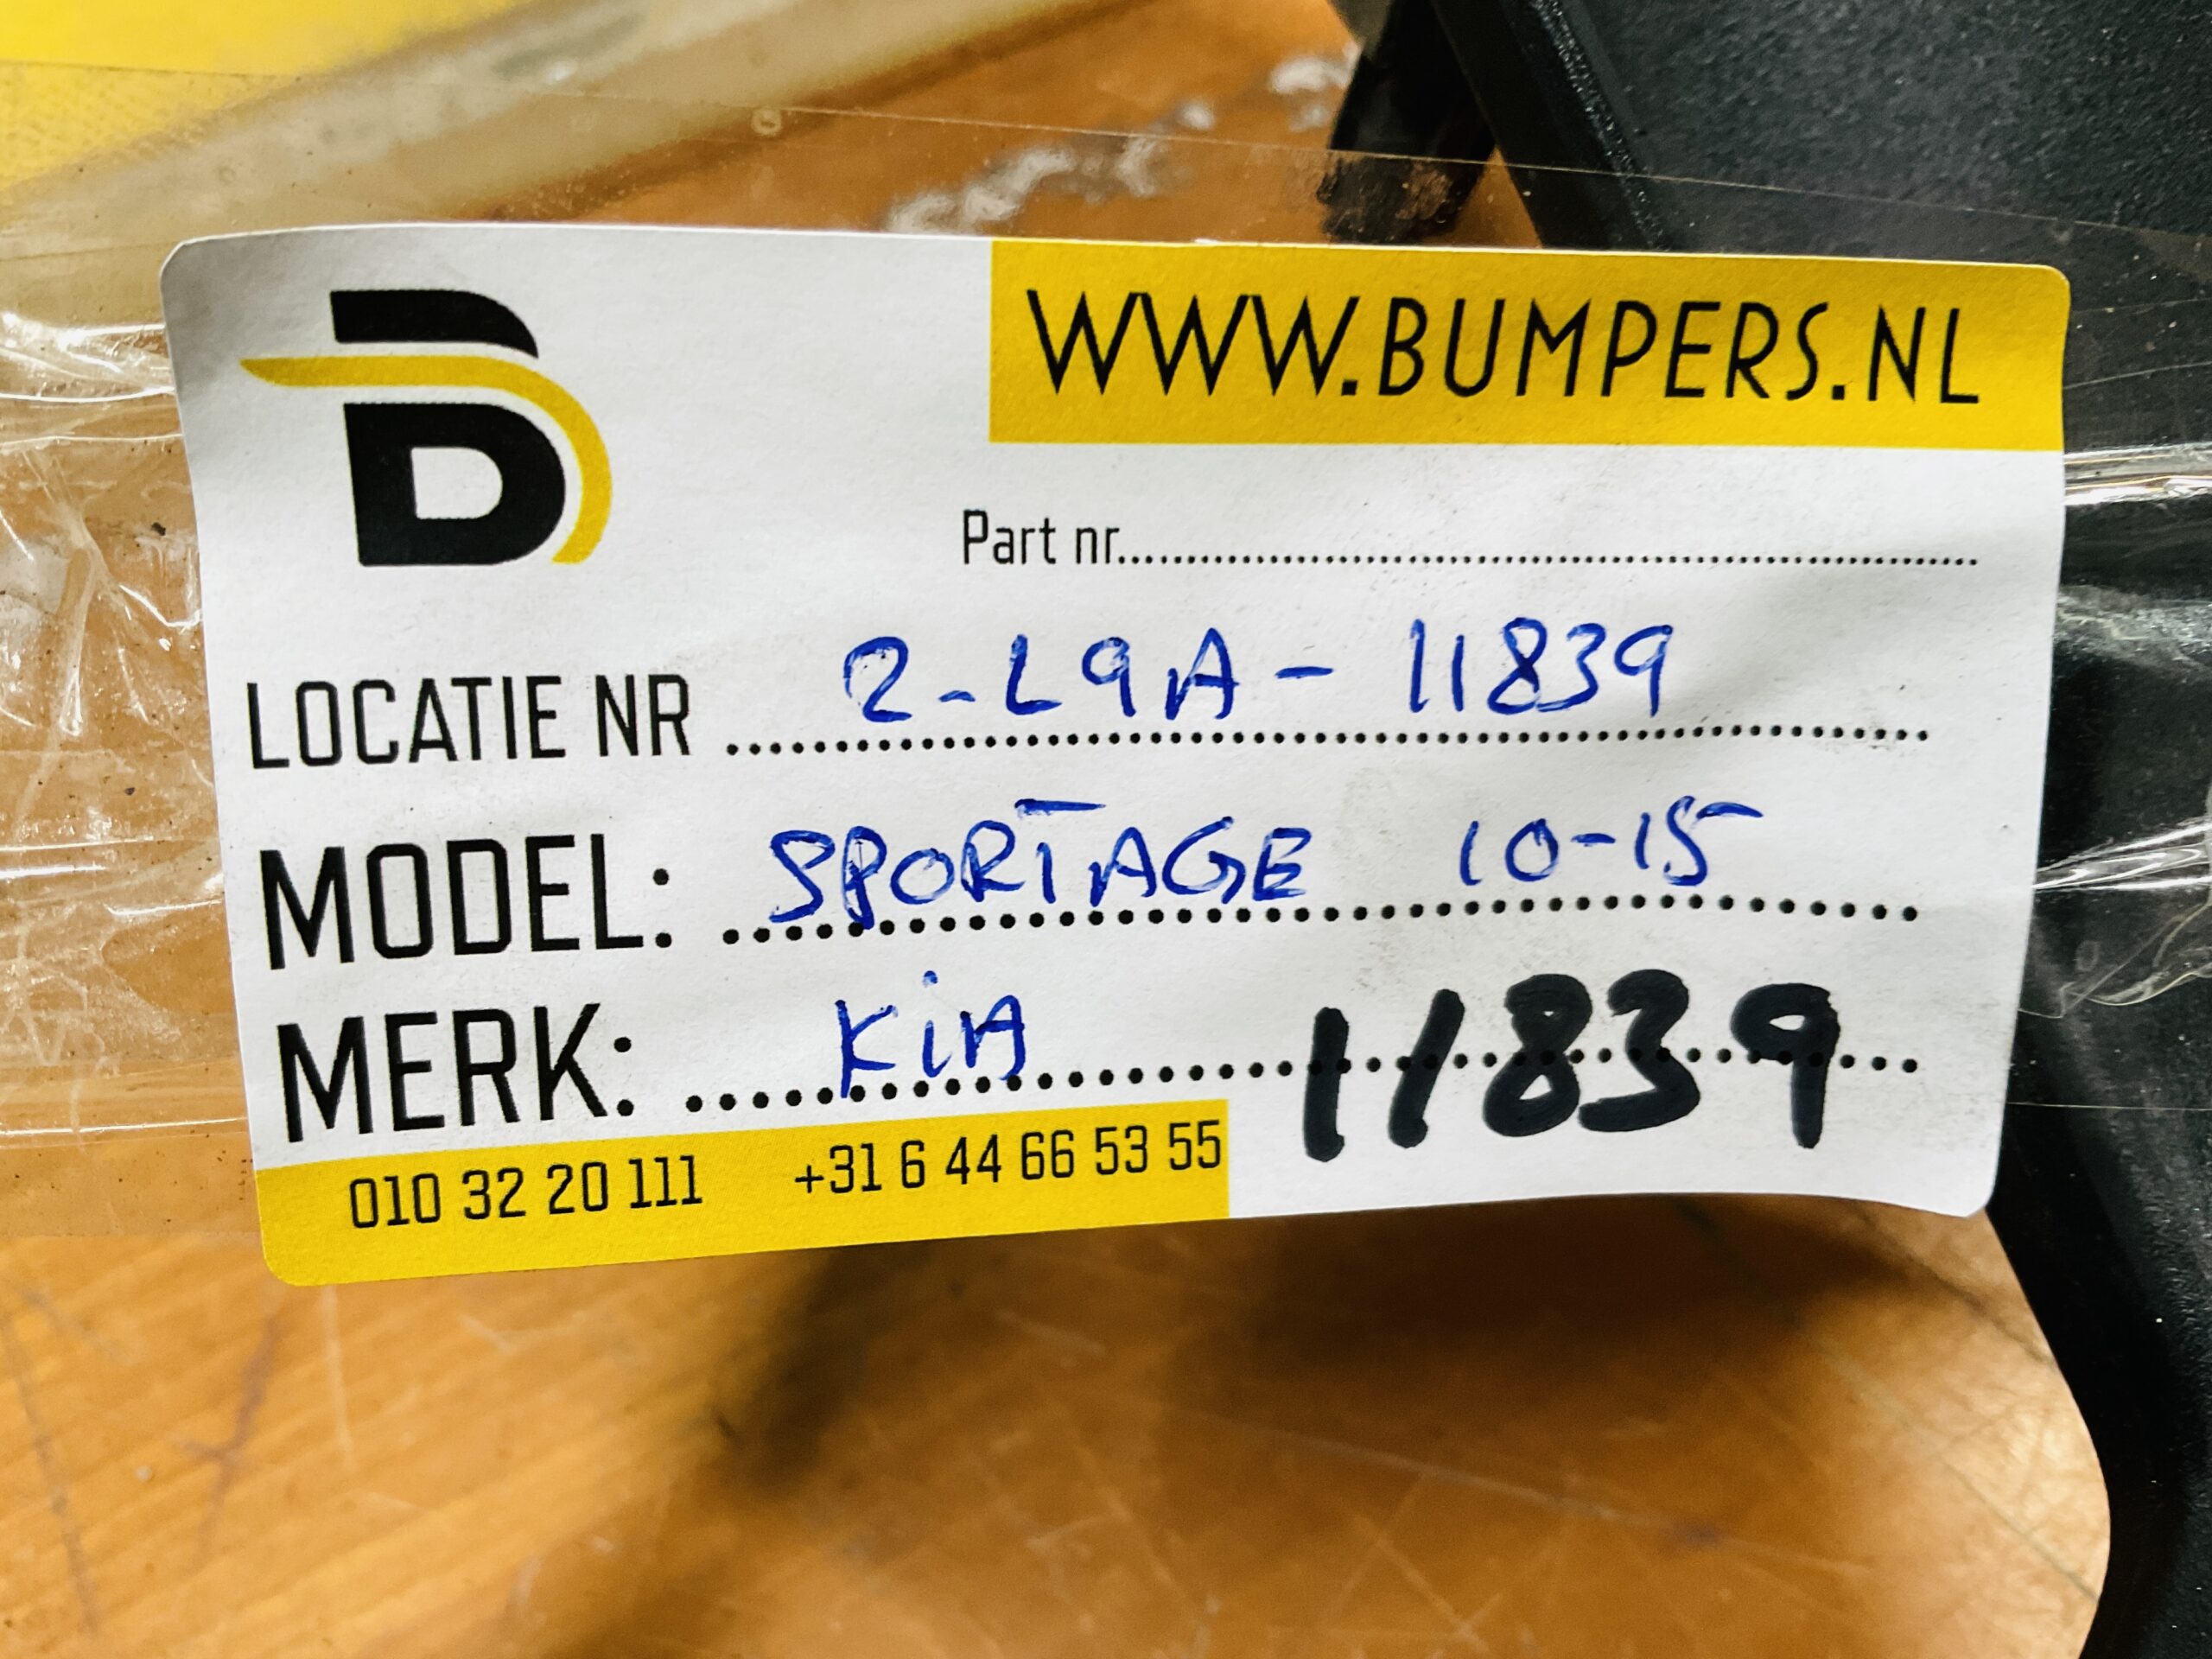 B
WWW.BUMPERS.NL
Part nr.......................................................
LOCATIE NR 2-L9A-11839
MODEL: SPORTAGE 10-15
MERK: KiA 11839
010 32 20 111 +31 6 44 66 53 55